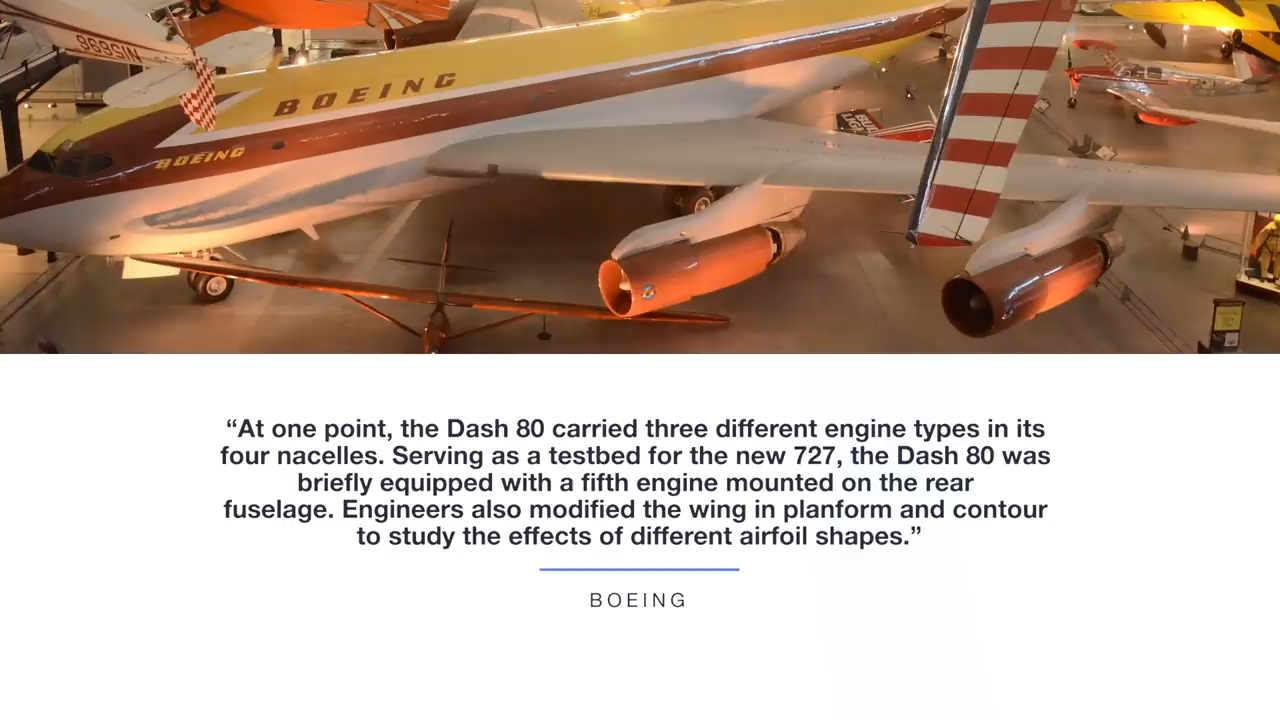 N15696
BOEING
BOEING
“At one point, the Dash 80 carried three different engine types in its
four nacelles. Serving as a testbed for the new 727, the Dash 80 was
briefly equipped with a fifth engine mounted on the rear
fuselage. Engineers also modified the wing in planform and contour
to study the effects of different airfoil shapes.”
BOEING